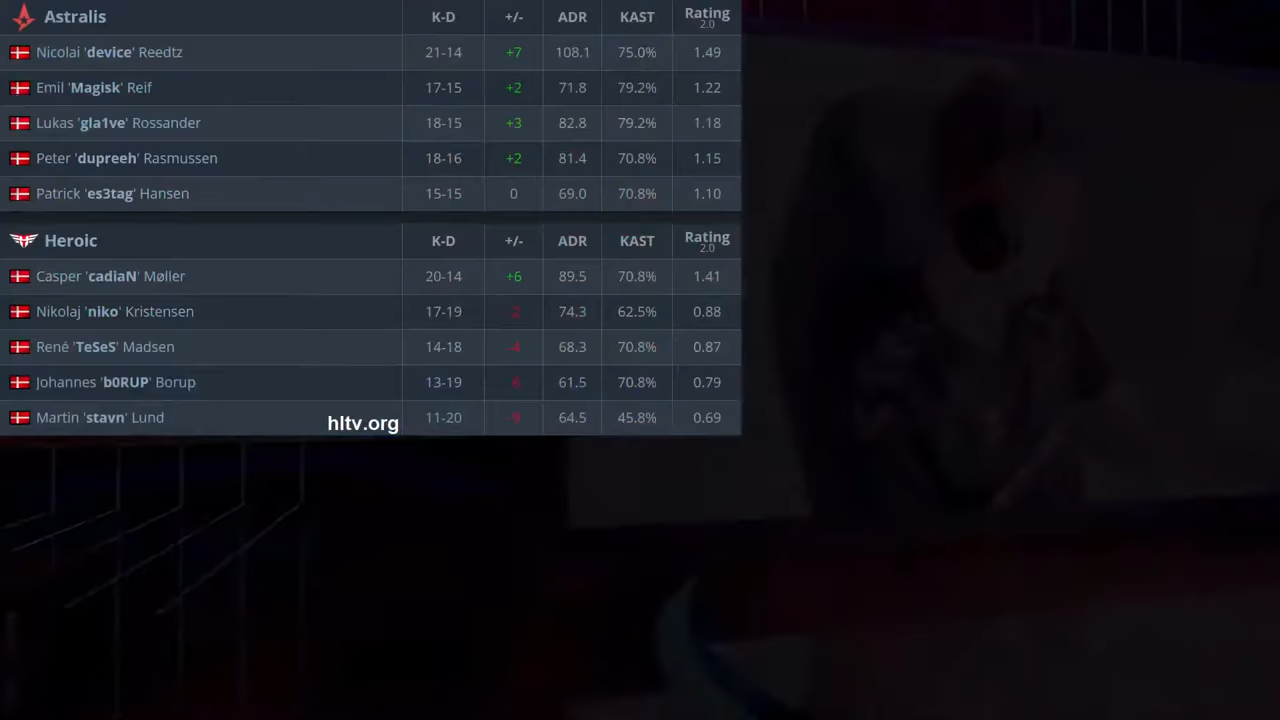 Astralis K-D +/- ADR KAST Rating 2.0
Nicolai 'device' Reedtz 21-14 +7 108.1 75.0% 1.49
Emil 'Magisk' Reif 17-15 +2 71.8 79.2% 1.22
Lukas 'gla1ve' Rossander 18-15 +3 82.8 79.2% 1.18
Peter 'dupreeh' Rasmussen 18-16 +2 81.4 70.8% 1.15
Patrick 'es3tag' Hansen 15-15 0 69.0 70.8% 1.10
Heroic K-D +/- ADR KAST Rating 2.0
Casper 'cadiaN' Møller 20-14 +6 89.5 70.8% 1.41
Nikolaj 'niko' Kristensen 17-19 -2 74.3 62.5% 0.88
René 'TeSeS' Madsen 14-18 -4 68.3 70.8% 0.87
Johannes 'b0RUP' Borup 13-19 -6 61.5 70.8% 0.79
Martin 'stavn' Lund 11-20 -9 64.5 45.8% 0.69
hltv.org